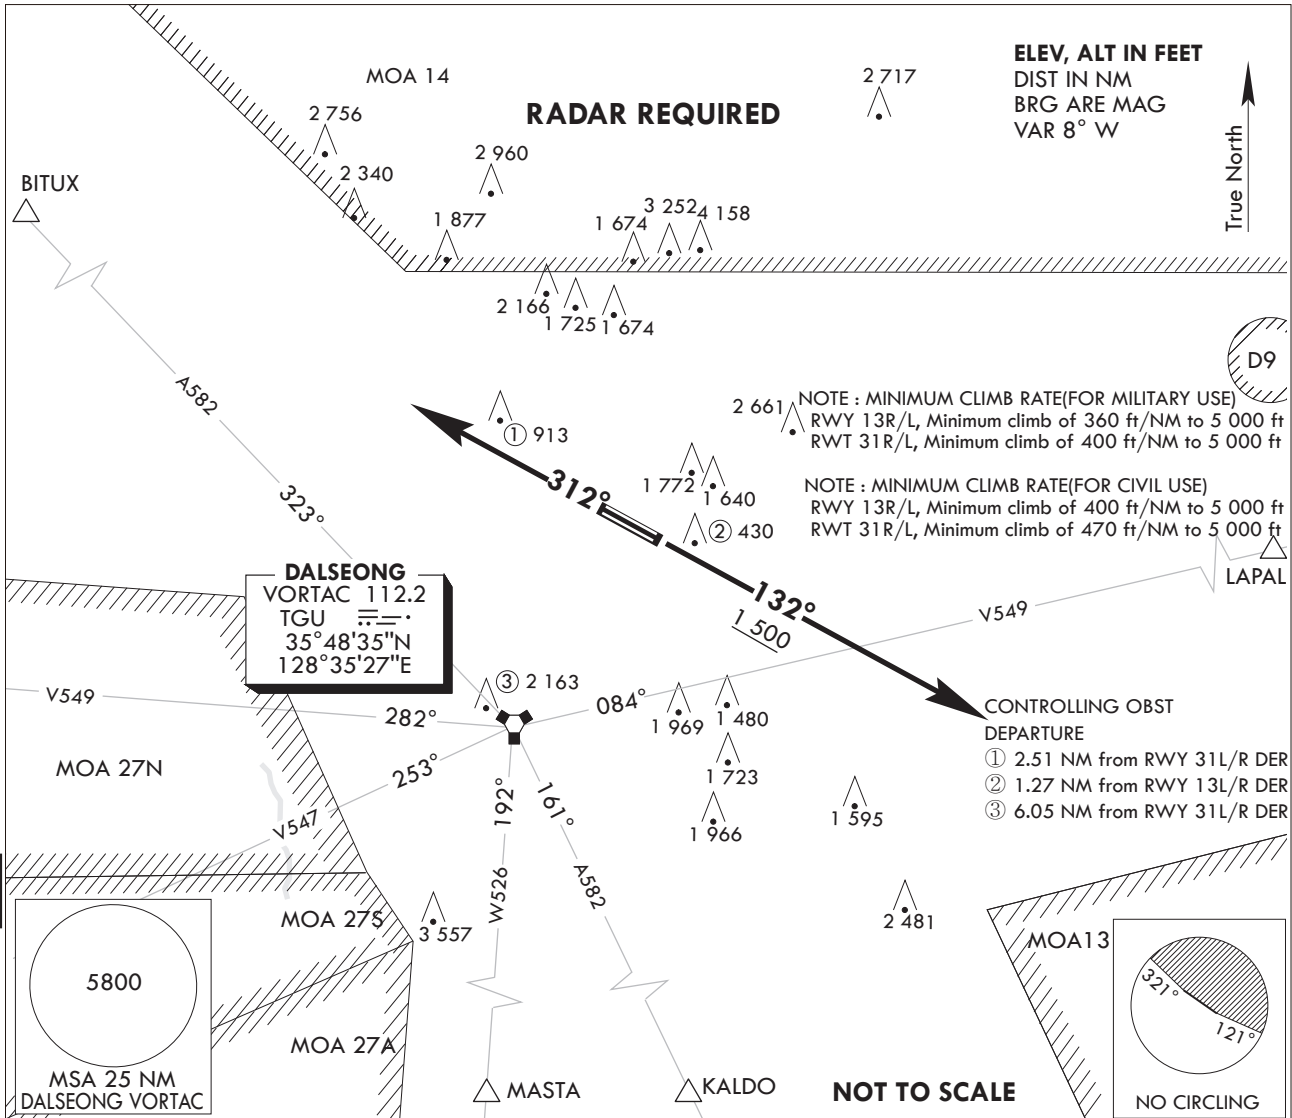 ELEV, ALT IN FEET
DIST IN NM
BRG ARE MAG
VAR 8° W
True North
MOA 14
RADAR REQUIRED
2 717
2 756
2 960
2 340
BITUX
1 877
1 674
3 252
4 158
2 166
1 725
1 674
D9
A582
2 661
NOTE : MINIMUM CLIMB RATE(FOR MILITARY USE)
RWY 13R/L, Minimum climb of 360 ft/NM to 5 000 ft
RWT 31R/L, Minimum climb of 400 ft/NM to 5 000 ft
① 913
312°
1 772
1 640
NOTE : MINIMUM CLIMB RATE(FOR CIVIL USE)
RWY 13R/L, Minimum climb of 400 ft/NM to 5 000 ft
RWT 31R/L, Minimum climb of 470 ft/NM to 5 000 ft
323°
② 430
LAPAL
DALSEONG
VORTAC 112.2
TGU
35°48'35"N
128°35'27"E
132°
1 500
V549
V549
③ 2 163
282°
084°
1 969
1 480
CONTROLLING OBST
DEPARTURE
① 2.51 NM from RWY 31L/R DER
② 1.27 NM from RWY 13L/R DER
③ 6.05 NM from RWY 31L/R DER
MOA 27N
253°
1 723
192°
161°
V547
1 966
1 595
W526
A582
MOA 27S
3 557
2 481
MOA13
5800
MSA 25 NM
DALSEONG VORTAC
MOA 27A
MASTA
KALDO
NOT TO SCALE
321°
121°
NO CIRCLING